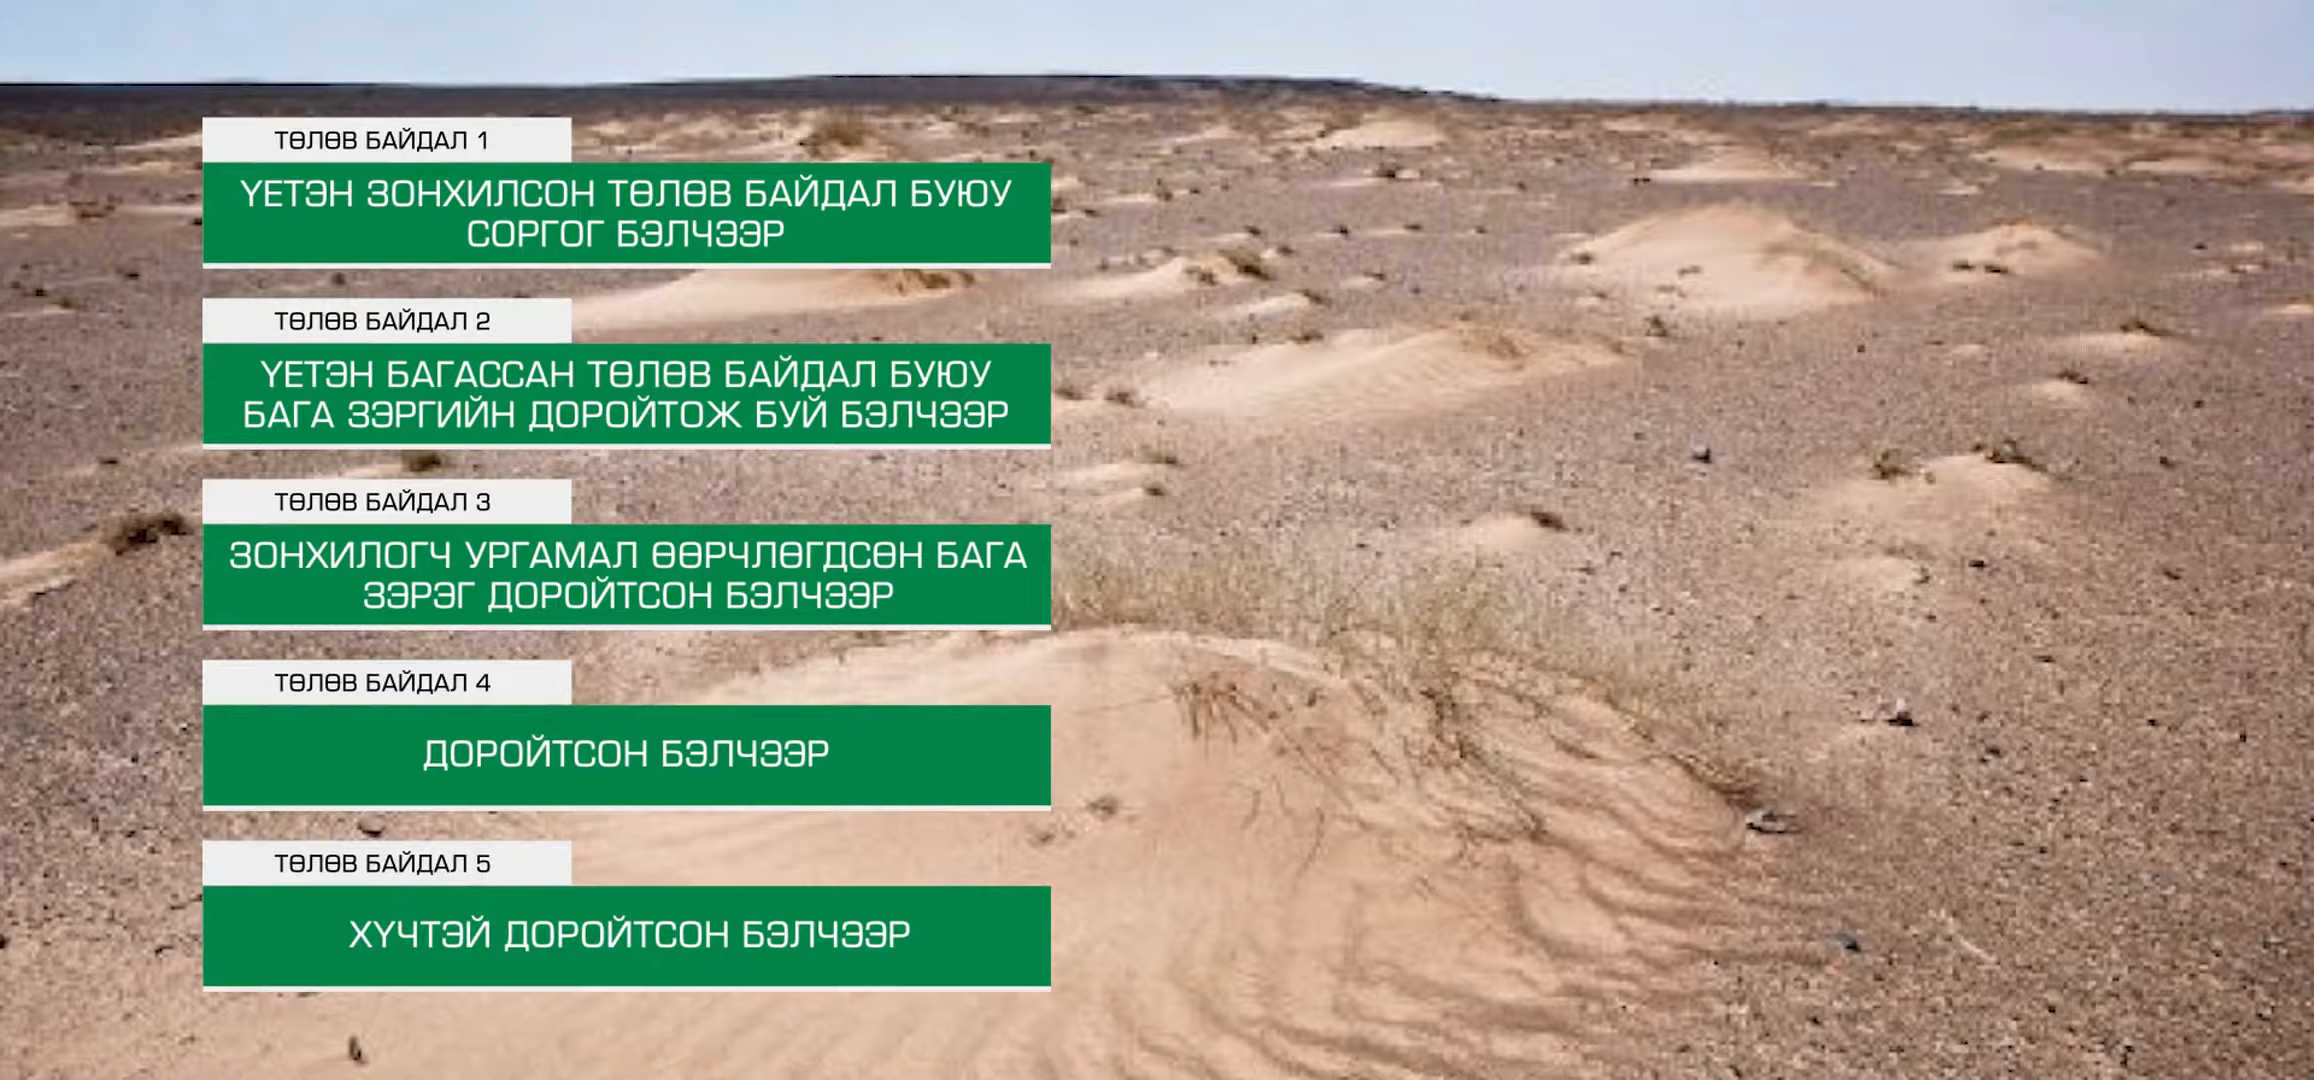 ТӨЛӨВ БАЙДАЛ 1
ҮЕТЭН ЗОНХИЛСОН ТӨЛӨВ БАЙДАЛ БУЮУ
СОРГОГ БЭЛЧЭЭР
ТӨЛӨВ БАЙДАЛ 2
ҮЕТЭН БАГАССАН ТӨЛӨВ БАЙДАЛ БУЮУ
БАГА ЗЭРГИЙН ДОРОЙТОЖ БУЙ БЭЛЧЭЭР
ТӨЛӨВ БАЙДАЛ 3
ЗОНХИЛОГЧ УРГАМАЛ ӨӨРЧЛӨГДСӨН БАГА
ЗЭРЭГ ДОРОЙТСОН БЭЛЧЭЭР
ТӨЛӨВ БАЙДАЛ 4
ДОРОЙТСОН БЭЛЧЭЭР
ТӨЛӨВ БАЙДАЛ 5
ХҮЧТЭЙ ДОРОЙТСОН БЭЛЧЭЭР